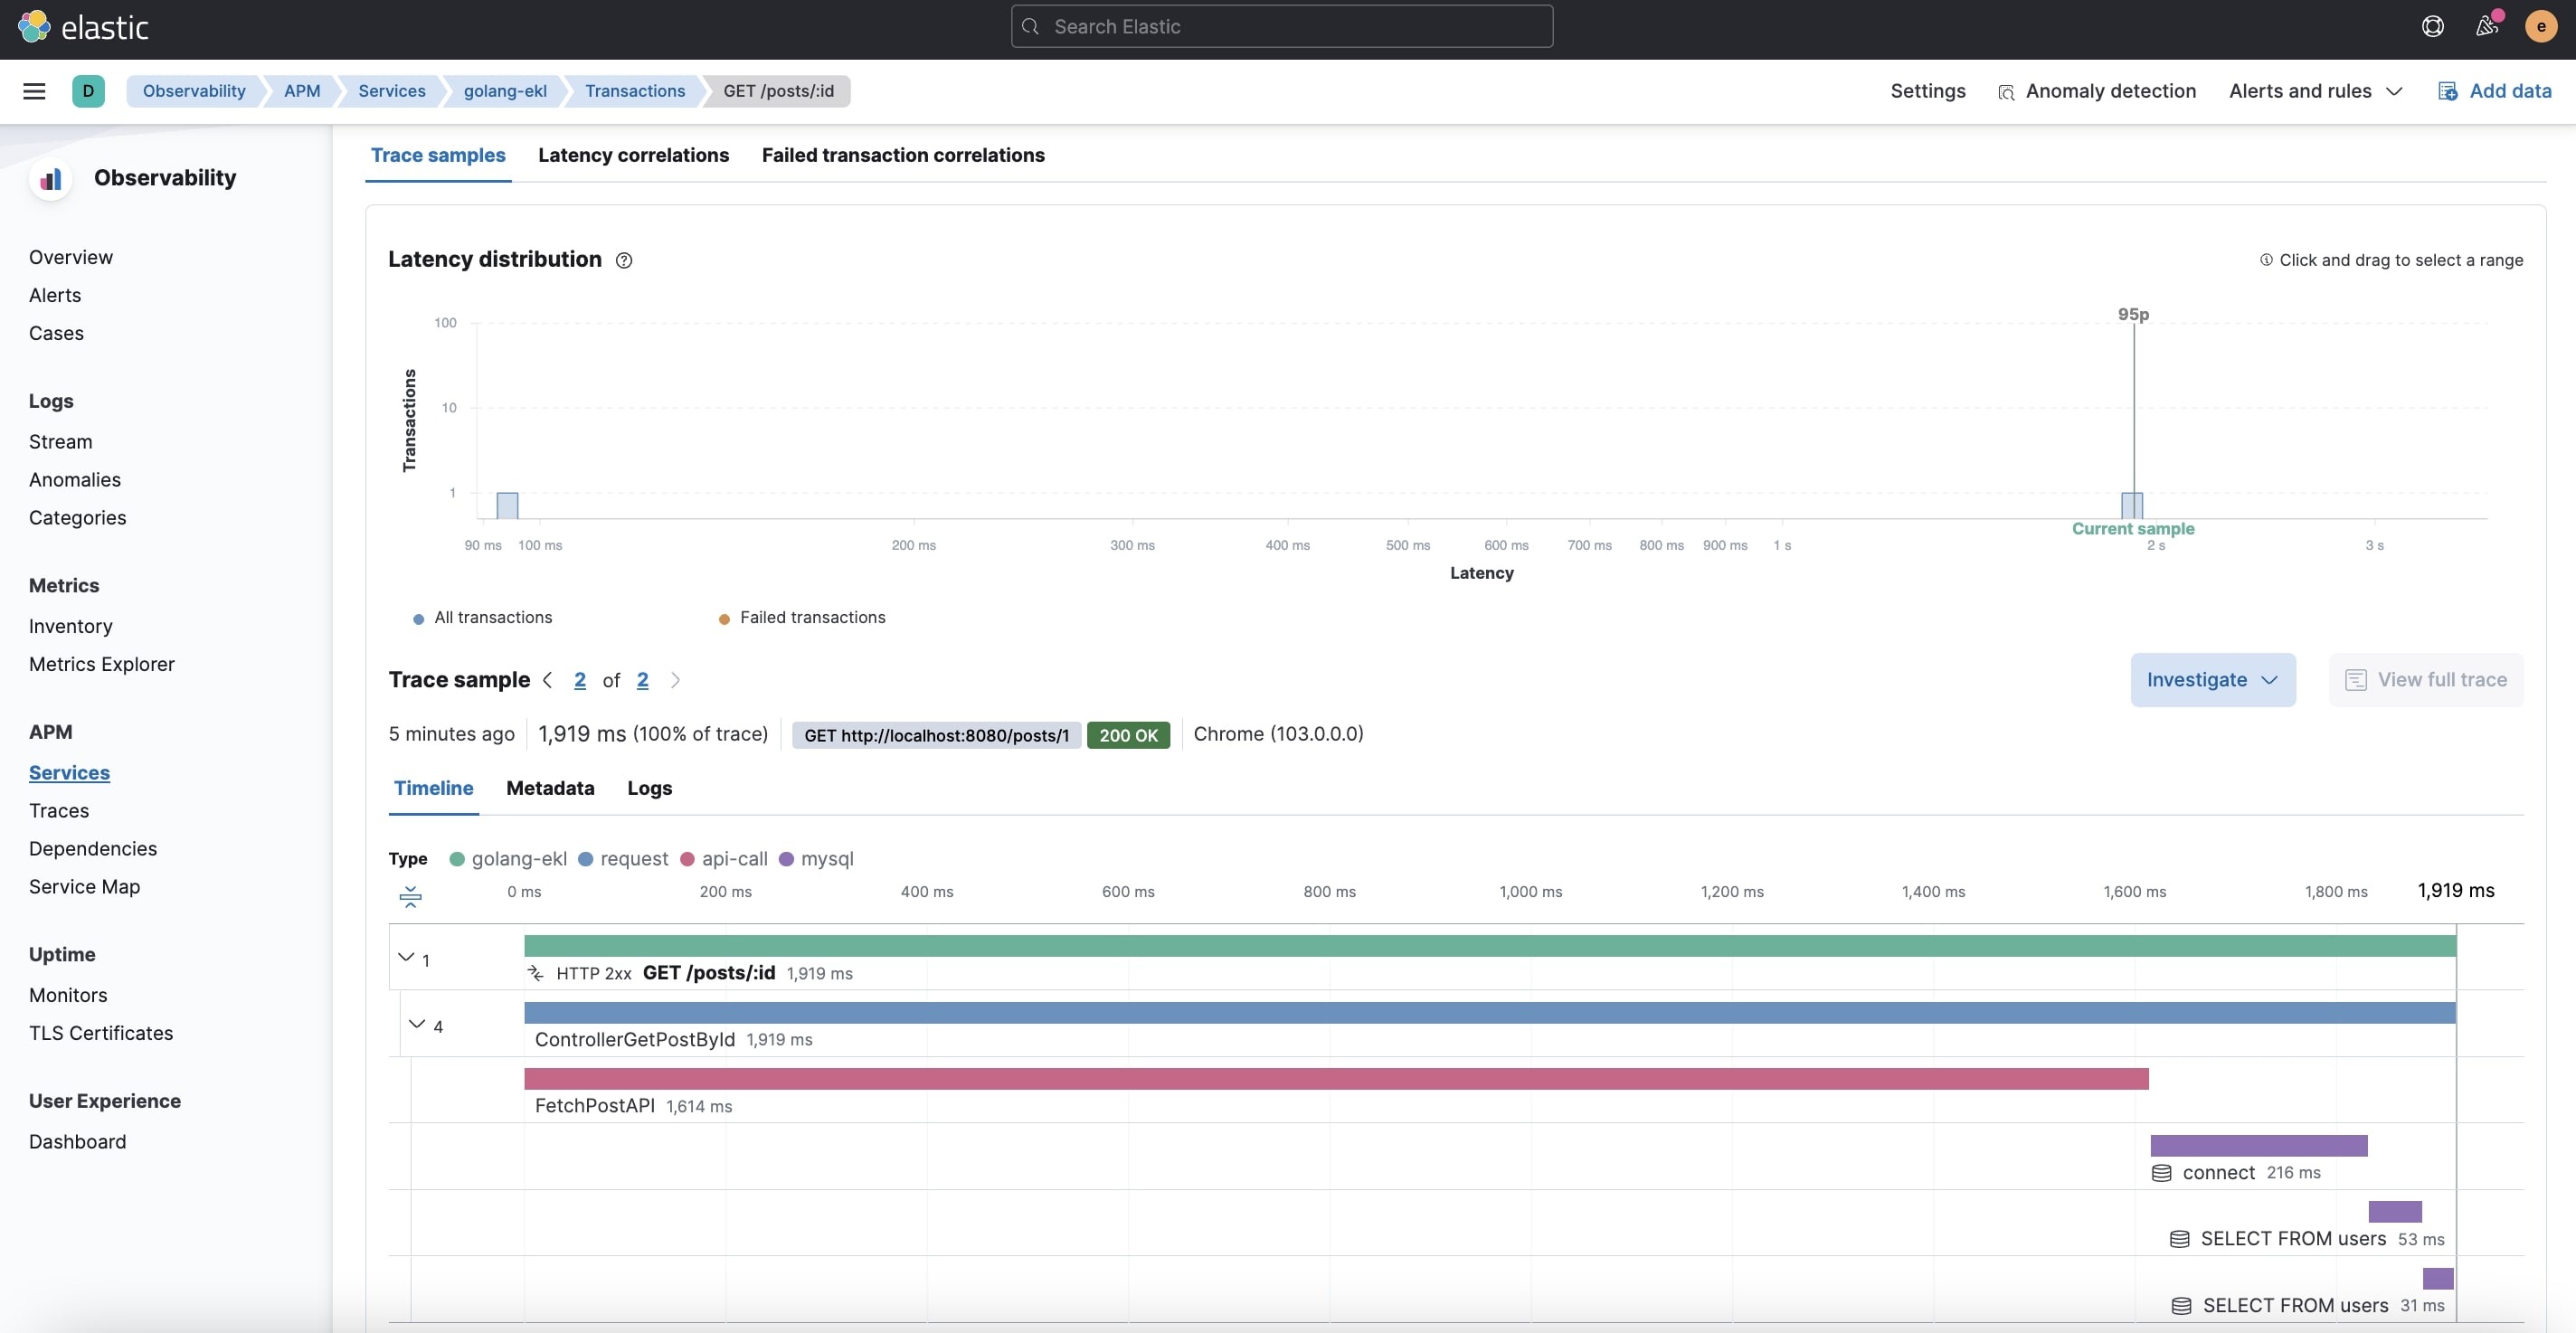 elastic
Search Elastic
e
D
Observability
APM
Services
golang-ekl
Transactions
GET /posts/:id
Settings
Anomaly detection
Alerts and rules
Add data
Observability
Overview
Alerts
Cases
Logs
Stream
Anomalies
Categories
Metrics
Inventory
Metrics Explorer
APM
Services
Traces
Dependencies
Service Map
Uptime
Monitors
TLS Certificates
User Experience
Dashboard
Trace samples
Latency correlations
Failed transaction correlations
Latency distribution
Click and drag to select a range
95p
100
10
1
Transactions
Current sample
90 ms
100 ms
200 ms
300 ms
400 ms
500 ms
600 ms
700 ms
800 ms
900 ms
1 s
2 s
3 s
Latency
All transactions
Failed transactions
Trace sample
2 of 2
Investigate
View full trace
5 minutes ago
1,919 ms (100% of trace)
GET http://localhost:8080/posts/1
200 OK
Chrome (103.0.0.0)
Timeline
Metadata
Logs
Type
golang-ekl
request
api-call
mysql
0 ms
200 ms
400 ms
600 ms
800 ms
1,000 ms
1,200 ms
1,400 ms
1,600 ms
1,800 ms
1,919 ms
1
HTTP 2xx GET /posts/:id 1,919 ms
4
ControllerGetPostById 1,919 ms
FetchPostAPI 1,614 ms
connect 216 ms
SELECT FROM users 53 ms
SELECT FROM users 31 ms